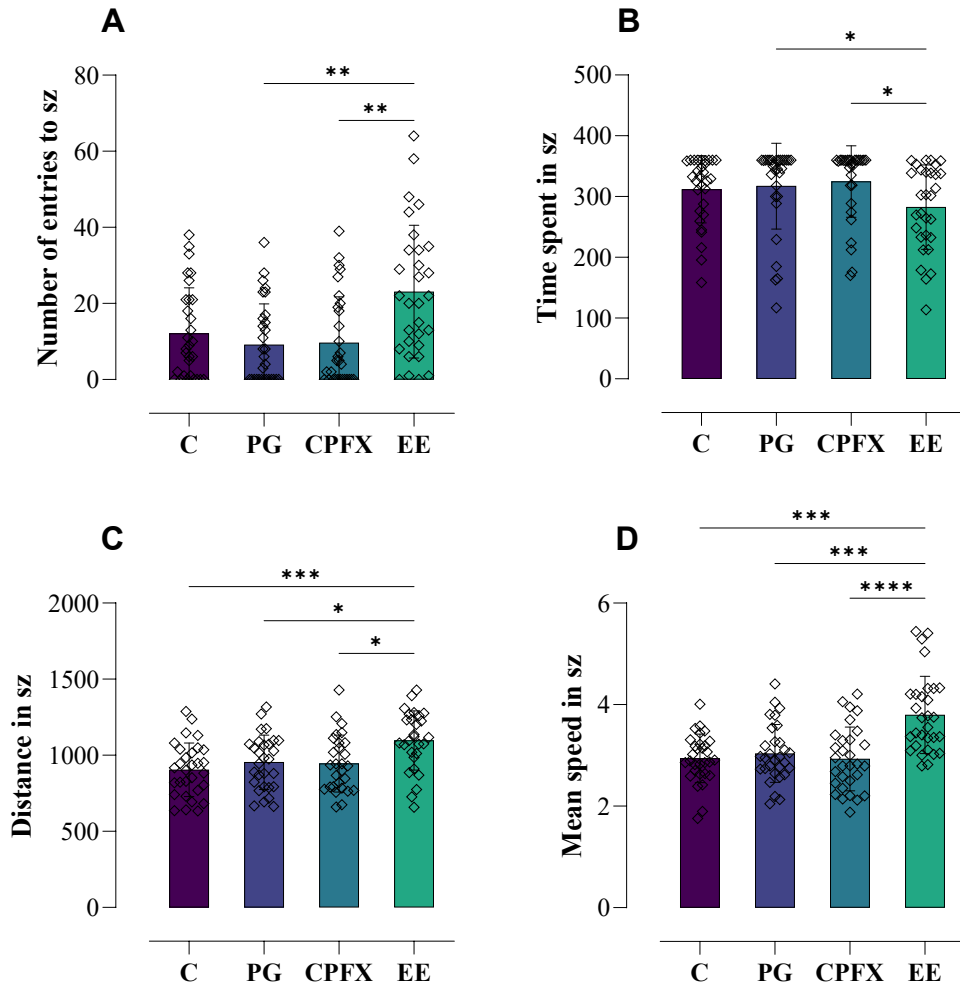 A
Number of entries to sz
80
60
40
20
0
**
**
C PG CPFX EE
B
Time spent in sz
500
400
300
200
100
0
*
*
C PG CPFX EE
C
Distance in sz
2000
1500
1000
500
0
***
*
*
C PG CPFX EE
D
Mean speed in sz
6
4
2
0
***
***
****
C PG CPFX EE